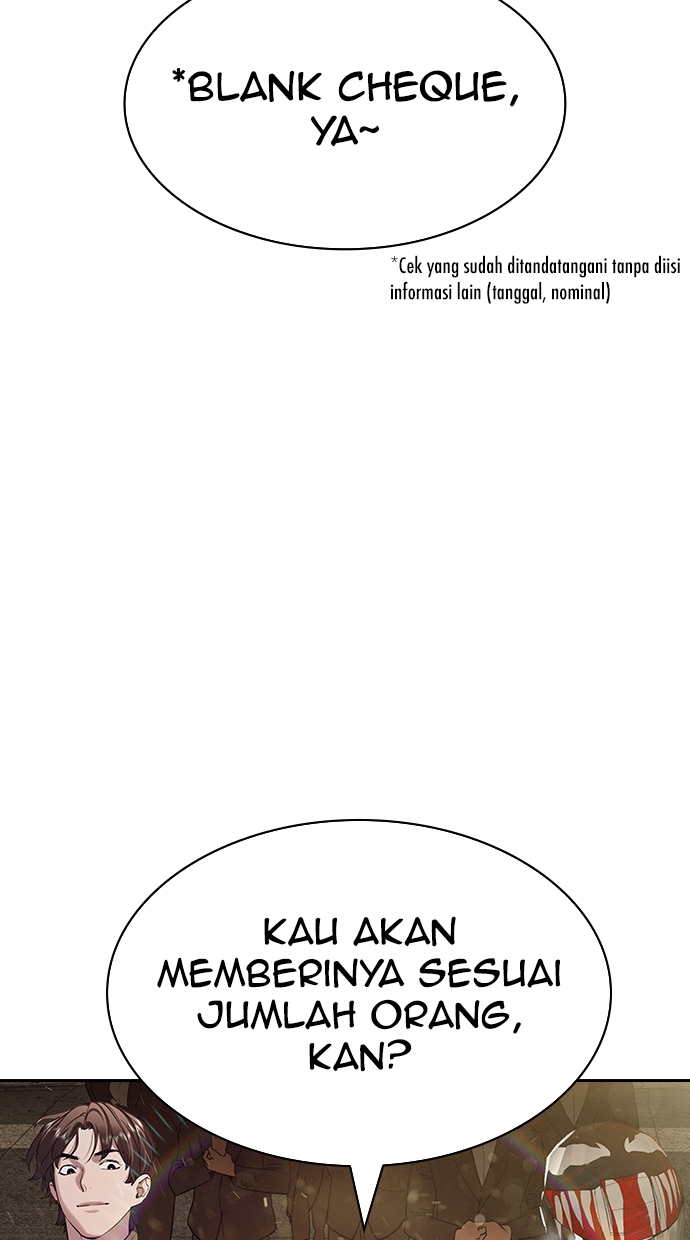 *BLANK CHEQUE,
YA~
*Cek yang sudah ditandatangani tanpa diisi
informasi lain (tanggal, nominal)
KAU AKAN
MEMBERINYA SESUAI
JUMLAH ORANG,
KAN?